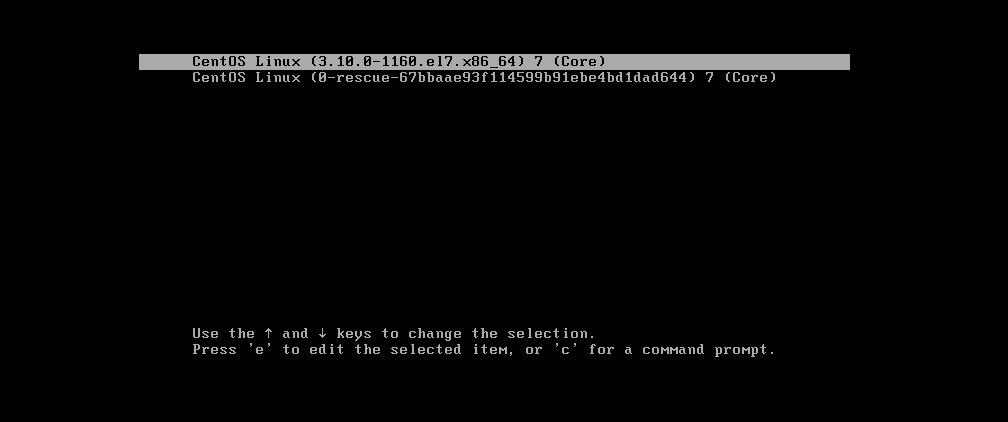 CentOS Linux (3.10.0-1160.el7.x86_64) 7 (Core)
CentOS Linux (0-rescue-67bbaae93f114599b91ebe4bd1dad644) 7 (Core)
Use the ↑ and ↓ keys to change the selection.
Press 'e' to edit the selected item, or 'c' for a command prompt.